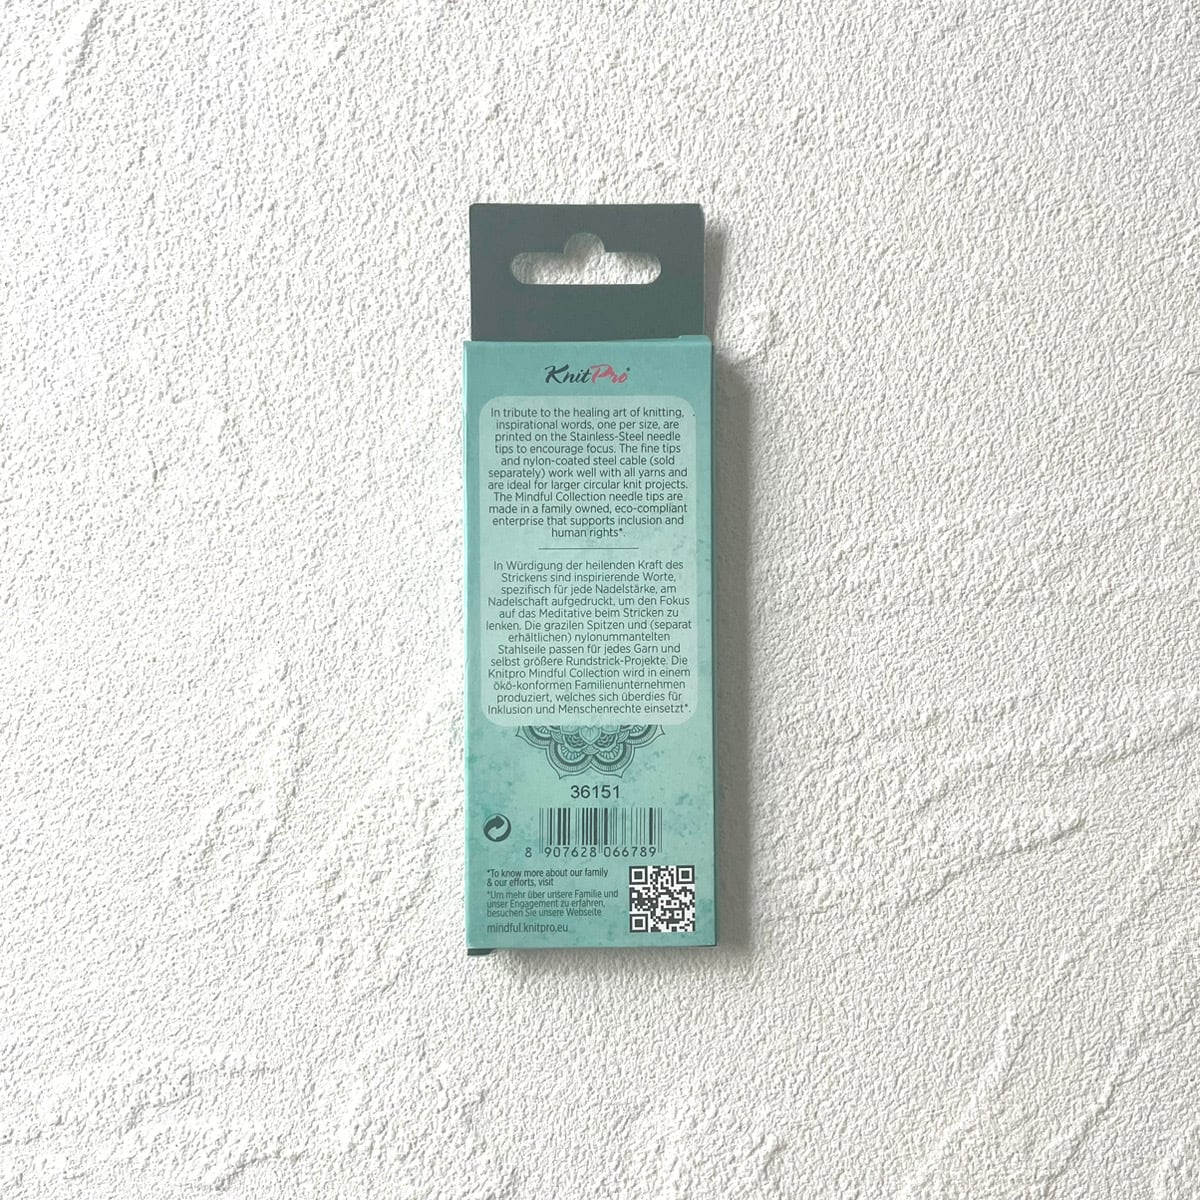 KnitPro
In tribute to the healing art of knitting,
inspirational words, one per size, are
printed on the Stainless-Steel needle
tips to encourage focus. The fine tips
and nylon-coated steel cable (sold
separately) work well with all yarns and
are ideal for larger circular knit projects.
The Mindful Collection needle tips are
made in a family owned, eco-compliant
enterprise that supports inclusion and
human rights*.
In Würdigung der heilenden Kraft des
Strickens sind inspirierende Worte,
spezifisch für jede Nadelstärke, am
Nadelschaft aufgedruckt, um den Fokus
auf das Meditative beim Stricken zu
lenken. Die grazilen Spitzen und (separat
erhältlichen) nylonummantelten
Stahlseile passen für jedes Garn und
selbst größere Rundstrick-Projekte. Die
Knitpro Mindful Collection wird in einem
öko-konformen Familienunternehmen
produziert, welches sich überdies für
Inklusion und Menschenrechte einsetzt*.
36151
8 907628 066789
*To know more about our family
& our efforts, visit
*Um mehr über unsere Familie und
unser Engagement zu erfahren,
besuchen Sie unsere Webseite
mindful.knitpro.eu